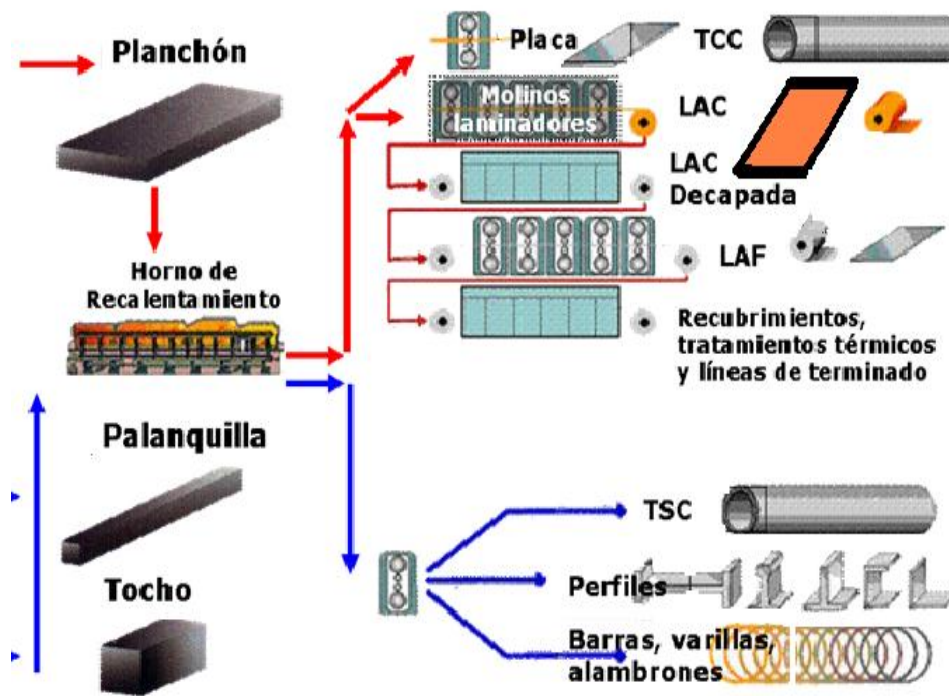 Planchón
Placa
TCC
Molinos
laminadores
LAC
LAC
Decapada
LAF
Horno de
Recalentamiento
Recubrimientos,
tratamientos térmicos
y líneas de terminado
Palanquilla
TSC
Tocho
Perfiles
Barras, varillas,
alambrones